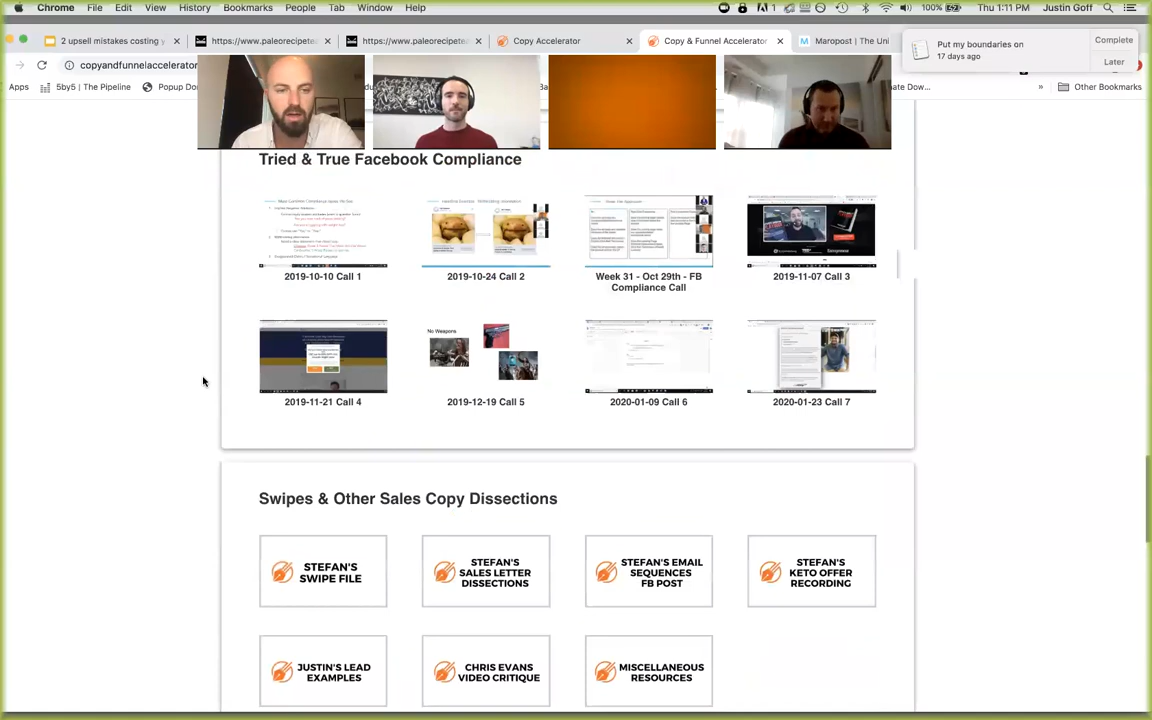 Chrome File Edit View History Bookmarks People Tab Window Help 100% Thu 1:11 PM Justin Goff
2 upsell mistakes costing y
https://www.paleorecipete
https://www.paleorecipetea
Copy Accelerator
Copy & Funnel Accelerator
Maropost | The Uni
Put my boundaries on
17 days ago
Complete
Later
copyandfunnelaccelerator
Apps 5by5 | The Pipeline Popup Do
nate Dow... » Other Bookmarks
Tried & True Facebook Compliance
2019-10-10 Call 1
2019-10-24 Call 2
Week 31 - Oct 29th - FB
Compliance Call
2019-11-07 Call 3
No Weapons
2019-11-21 Call 4
2019-12-19 Call 5
2020-01-09 Call 6
2020-01-23 Call 7
Swipes & Other Sales Copy Dissections
STEFAN'S
SWIPE FILE
STEFAN'S
SALES LETTER
DISSECTIONS
STEFAN'S EMAIL
SEQUENCES
FB POST
STEFAN'S
KETO OFFER
RECORDING
JUSTIN'S LEAD
EXAMPLES
CHRIS EVANS
VIDEO CRITIQUE
MISCELLANEOUS
RESOURCES